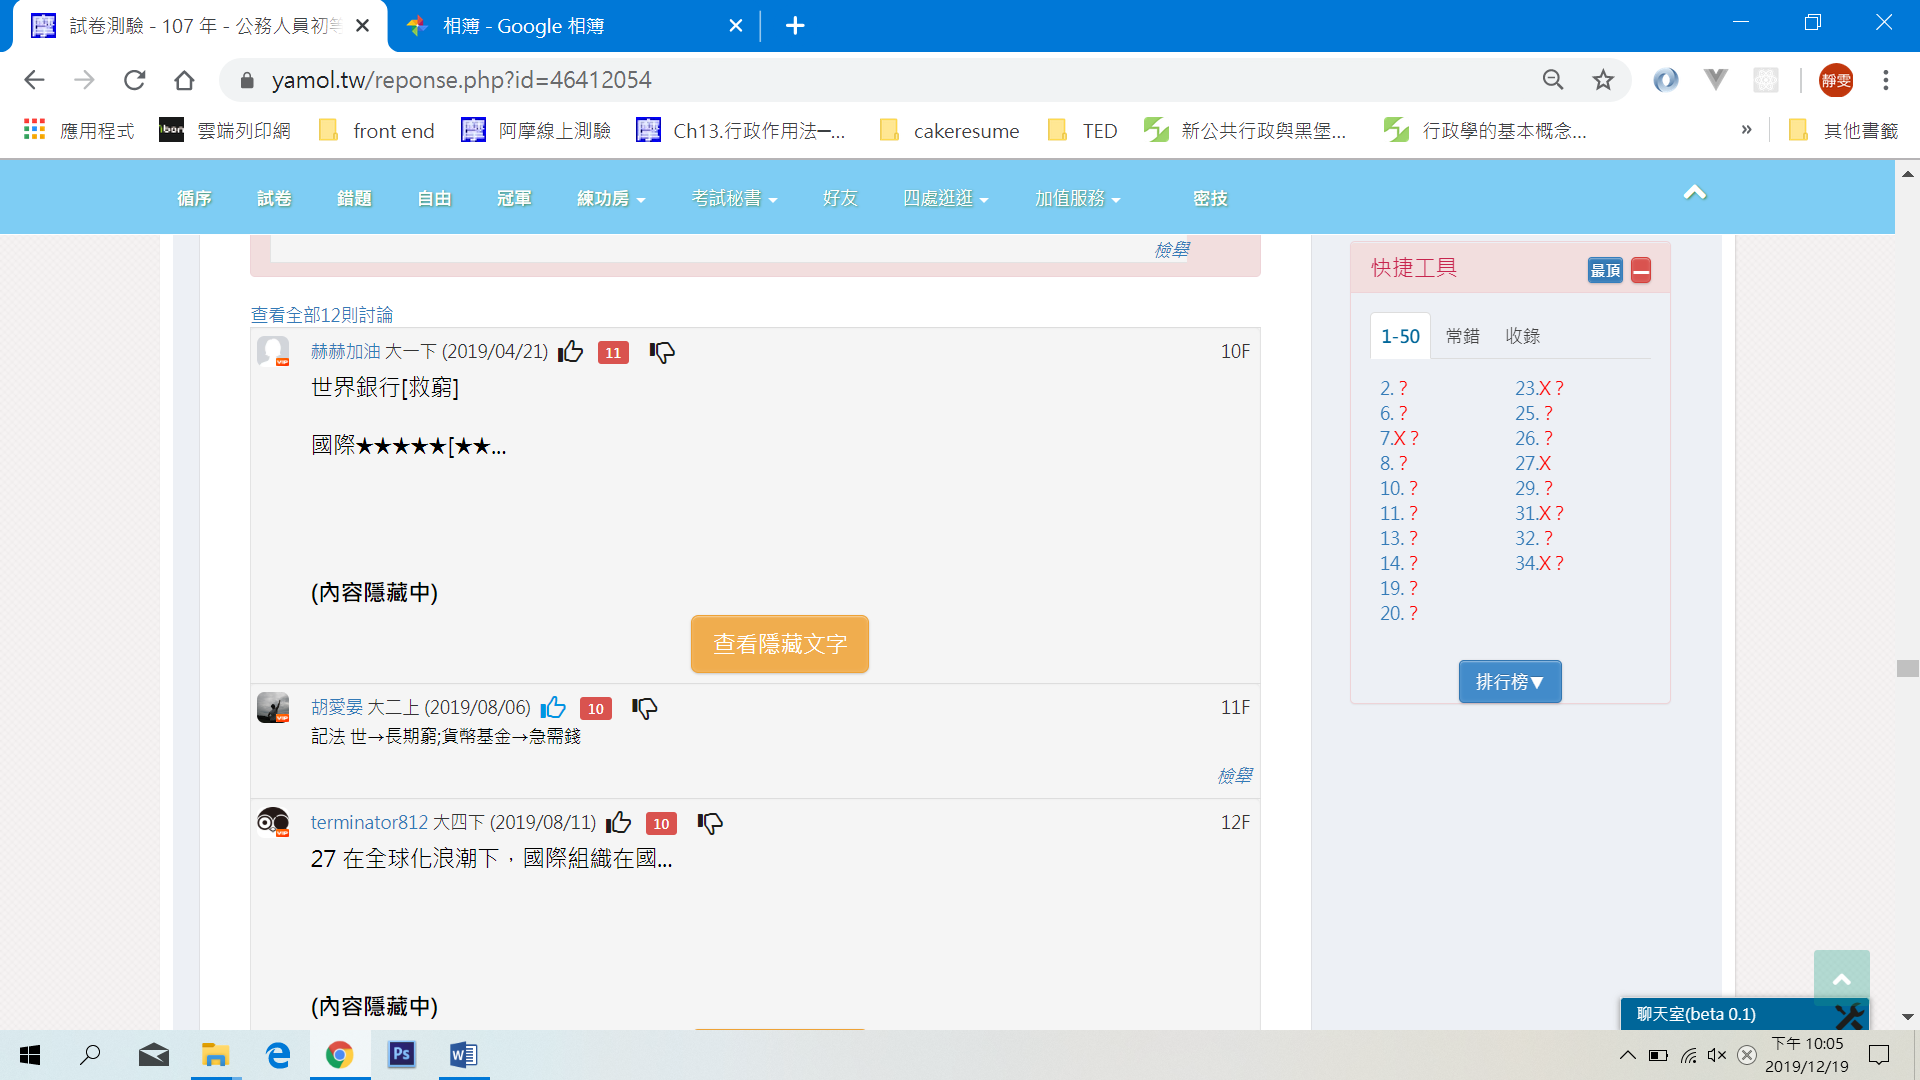 試卷測驗 - 107 年 - 公務人員初等
相簿 - Google 相簿
yamol.tw/reponse.php?id=46412054
靜雯
應用程式
ibon
雲端列印網
front end
摩
阿摩線上測驗
摩
Ch13.行政作用法─...
cakeresume
TED
新公共行政與黑堡...
行政學的基本概念...
»
其他書籤
循序
試卷
錯題
自由
冠軍
練功房
考試秘書
好友
四處逛逛
加值服務
密技
檢舉
查看全部12則討論
赫赫加油 大一下 (2019/04/21) 11
10F
世界銀行[救窮]
國際★★★★★[★★...
(內容隱藏中)
查看隱藏文字
胡愛晏 大二上 (2019/08/06) 10
11F
記法 世→長期窮;貨幣基金→急需錢
檢舉
terminator812 大四下 (2019/08/11) 10
12F
27 在全球化浪潮下，國際組織在國...
(內容隱藏中)
快捷工具
最頂
1-50
常錯
收錄
2. ?
6. ?
7.X ?
8. ?
10. ?
11. ?
13. ?
14. ?
19. ?
20. ?
23.X ?
25. ?
26. ?
27.X
29. ?
31.X ?
32. ?
34.X ?
排行榜▼
聊天室(beta 0.1)
下午 10:05
2019/12/19